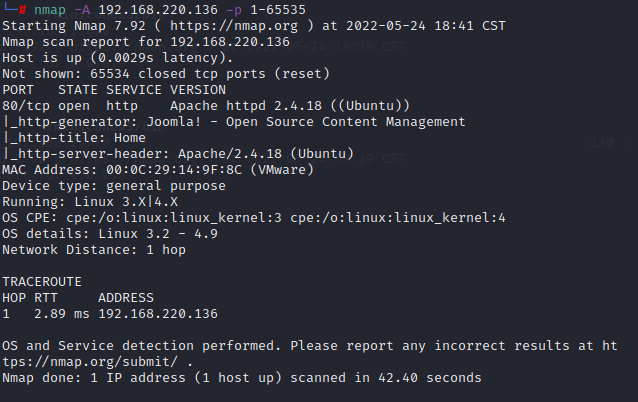 └─# nmap -A 192.168.220.136 -p 1-65535
Starting Nmap 7.92 ( https://nmap.org ) at 2022-05-24 18:41 CST
Nmap scan report for 192.168.220.136
Host is up (0.0029s latency).
Not shown: 65534 closed tcp ports (reset)
PORT   STATE SERVICE VERSION
80/tcp open  http    Apache httpd 2.4.18 ((Ubuntu))
|_http-generator: Joomla! - Open Source Content Management
|_http-title: Home
|_http-server-header: Apache/2.4.18 (Ubuntu)
MAC Address: 00:0C:29:14:9F:8C (VMware)
Device type: general purpose
Running: Linux 3.X|4.X
OS CPE: cpe:/o:linux:linux_kernel:3 cpe:/o:linux:linux_kernel:4
OS details: Linux 3.2 - 4.9
Network Distance: 1 hop
TRACEROUTE
HOP RTT     ADDRESS
1   2.89 ms 192.168.220.136
OS and Service detection performed. Please report any incorrect results at ht
tps://nmap.org/submit/ .
Nmap done: 1 IP address (1 host up) scanned in 42.40 seconds